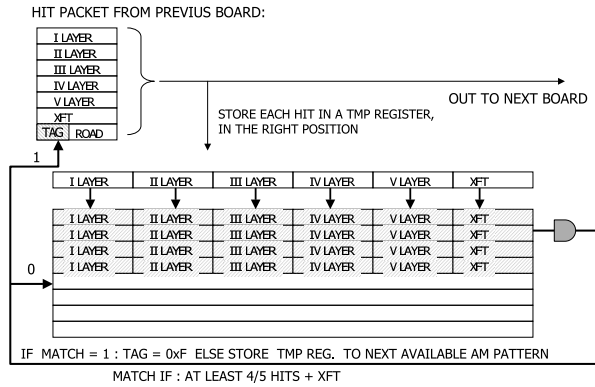 HIT PACKET FROM PREVIUS BOARD:
I LAYER
II LAYER
III LAYER
IV LAYER
V LAYER
XFT
TAG ROAD
OUT TO NEXT BOARD
STORE EACH HIT IN A TMP REGISTER,
IN THE RIGHT POSITION
1
I LAYER II LAYER III LAYER IV LAYER V LAYER XFT
I LAYER II LAYER III LAYER IV LAYER V LAYER XFT
I LAYER II LAYER III LAYER IV LAYER V LAYER XFT
I LAYER II LAYER III LAYER IV LAYER V LAYER XFT
I LAYER II LAYER III LAYER IV LAYER V LAYER XFT
0
IF MATCH = 1 : TAG = 0xF ELSE STORE TMP REG. TO NEXT AVAILABLE AM PATTERN
MATCH IF : AT LEAST 4/5 HITS + XFT